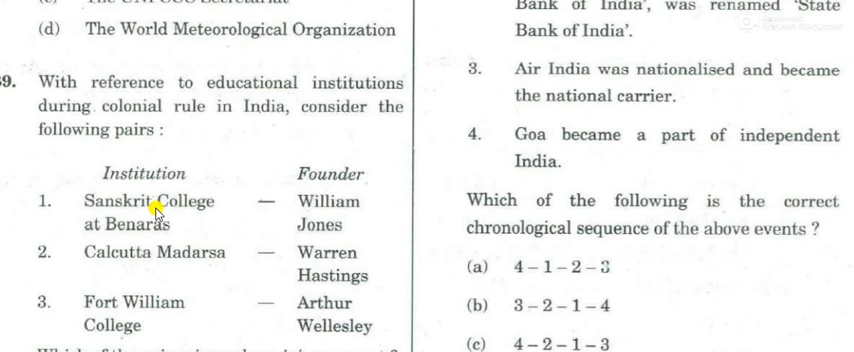 (d) The World Meteorological Organization
39. With reference to educational institutions
during colonial rule in India, consider the
following pairs :
Institution Founder
1. Sanskrit College — William
at Benaras Jones
2. Calcutta Madarsa — Warren
Hastings
3. Fort William — Arthur
College Wellesley
Bank of India', was renamed 'State
Bank of India'.
3. Air India was nationalised and became
the national carrier.
4. Goa became a part of independent
India.
Which of the following is the correct
chronological sequence of the above events ?
(a) 4 – 1 – 2 – 3
(b) 3 – 2 – 1 – 4
(c) 4 – 2 – 1 – 3